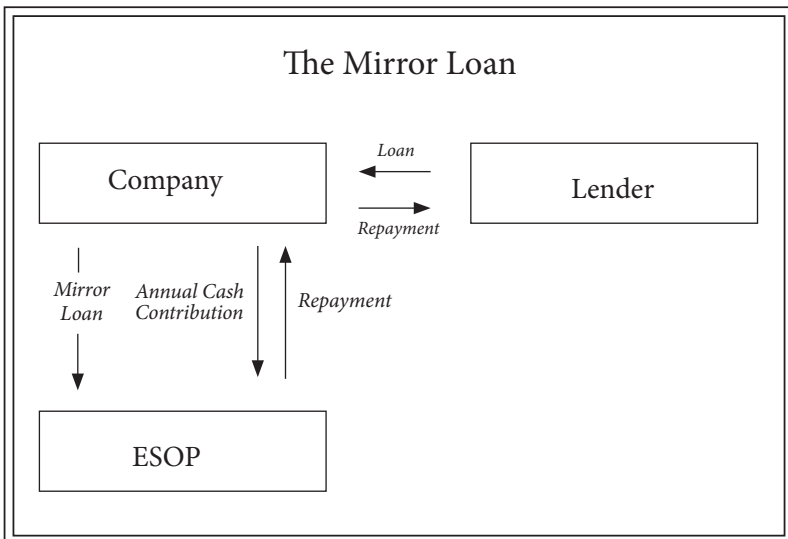 The Mirror Loan
Company
Loan
Repayment
Lender
Mirror
Loan
Annual Cash
Contribution
Repayment
ESOP